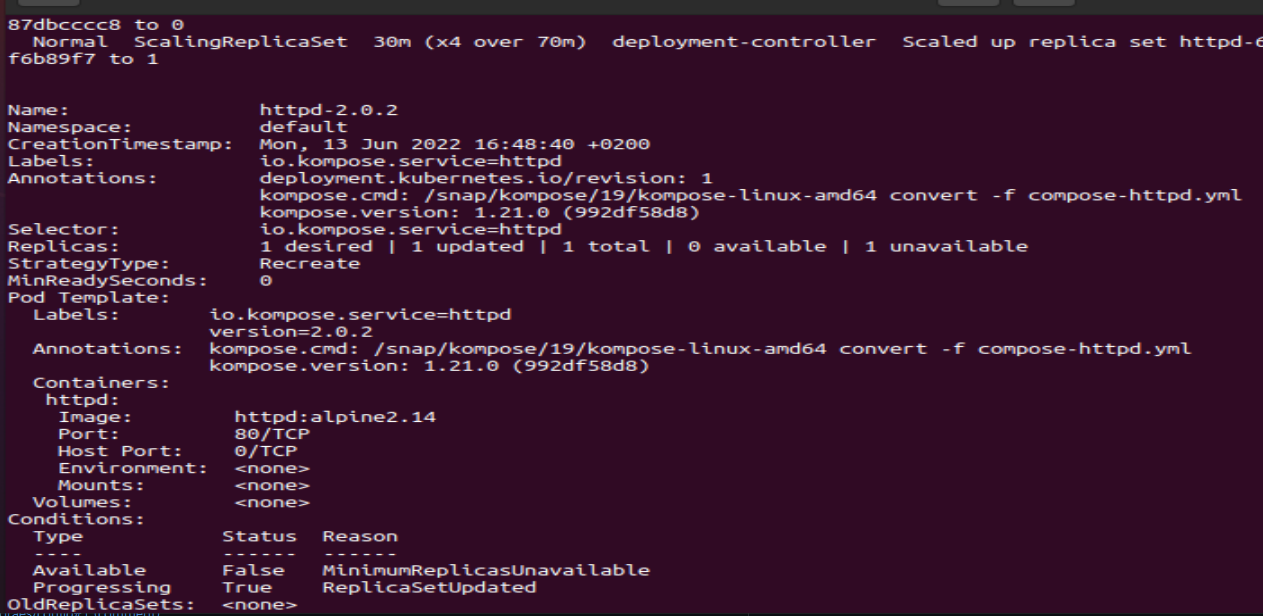 87dbcccc8 to 0
  Normal  ScalingReplicaSet  30m (x4 over 70m)  deployment-controller  Scaled up replica set httpd-6
f6b89f7 to 1
Name:               httpd-2.0.2
Namespace:          default
CreationTimestamp:  Mon, 13 Jun 2022 16:48:40 +0200
Labels:             io.kompose.service=httpd
Annotations:        deployment.kubernetes.io/revision: 1
                    kompose.cmd: /snap/kompose/19/kompose-linux-amd64 convert -f compose-httpd.yml
                    kompose.version: 1.21.0 (992df58d8)
Selector:           io.kompose.service=httpd
Replicas:           1 desired | 1 updated | 1 total | 0 available | 1 unavailable
StrategyType:       Recreate
MinReadySeconds:    0
Pod Template:
  Labels:       io.kompose.service=httpd
                version=2.0.2
  Annotations:  kompose.cmd: /snap/kompose/19/kompose-linux-amd64 convert -f compose-httpd.yml
                kompose.version: 1.21.0 (992df58d8)
  Containers:
   httpd:
    Image:        httpd:alpine2.14
    Port:         80/TCP
    Host Port:    0/TCP
    Environment:  <none>
    Mounts:       <none>
  Volumes:        <none>
Conditions:
  Type           Status  Reason
  ----           ------  ------
  Available      False   MinimumReplicasUnavailable
  Progressing    True    ReplicaSetUpdated
OldReplicaSets:  <none>